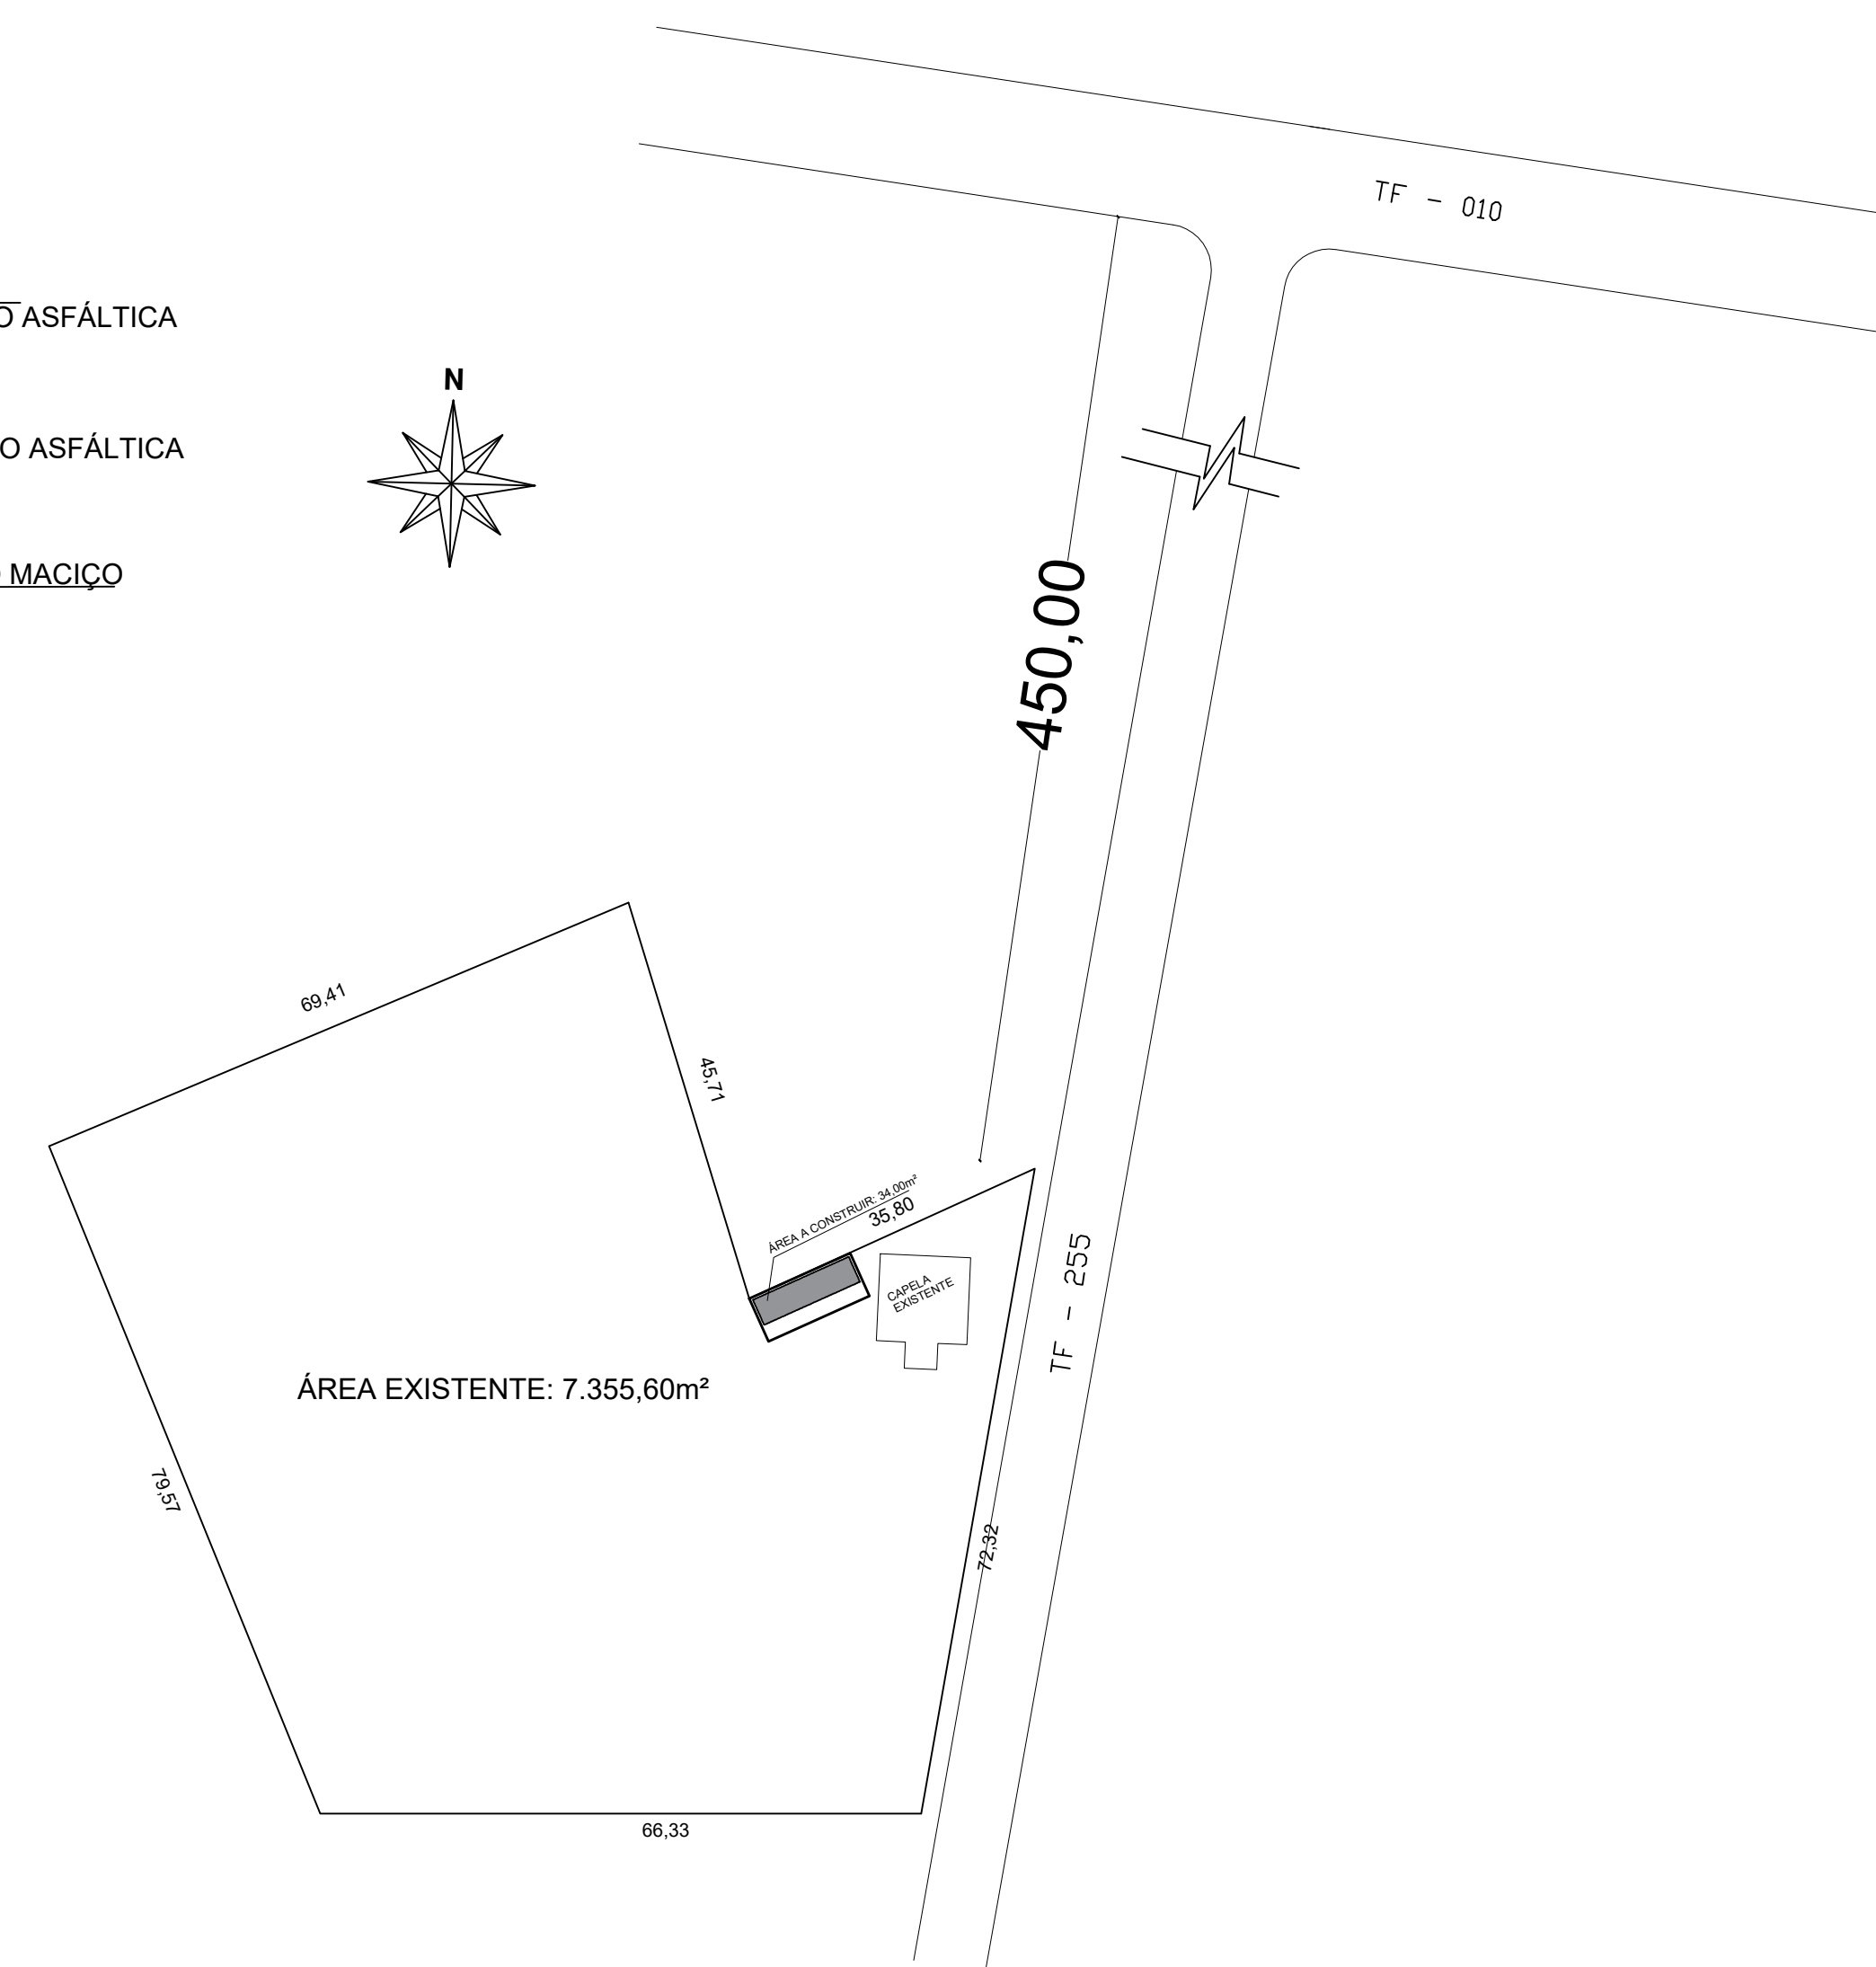 TF - 010
O ASFÁLTICA
N
O ASFÁLTICA
MACIÇO
450,00
69,41
45,71
ÁREA A CONSTRUIR: 34,00m²
35,80
CAPELA
EXISTENTE
TF - 255
ÁREA EXISTENTE: 7.355,60m²
79,57
72,32
66,33